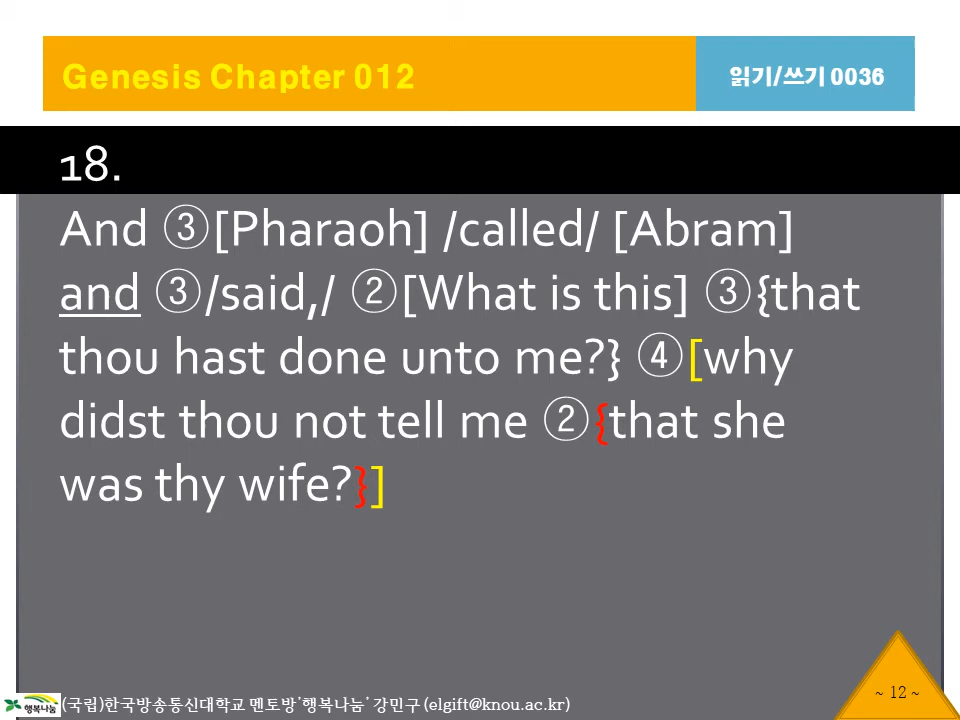 Genesis Chapter 012
읽기/쓰기 0036
18.
And ③[Pharaoh] /called/ [Abram]
and ③/said,/ ②[What is this] ③{that
thou hast done unto me?} ④[why
didst thou not tell me ②{that she
was thy wife?}]
~ 12 ~
행복나눔
(국립)한국방송통신대학교 멘토방'행복나눔' 강민구 (elgift@knou.ac.kr)